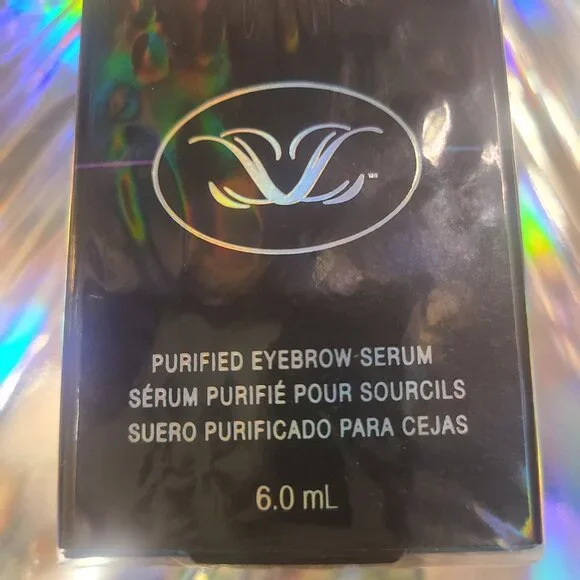 PURIFIED EYEBROW SERUM
SÉRUM PURIFIÉ POUR SOURCILS
SUERO PURIFICADO PARA CEJAS
6.0 mL